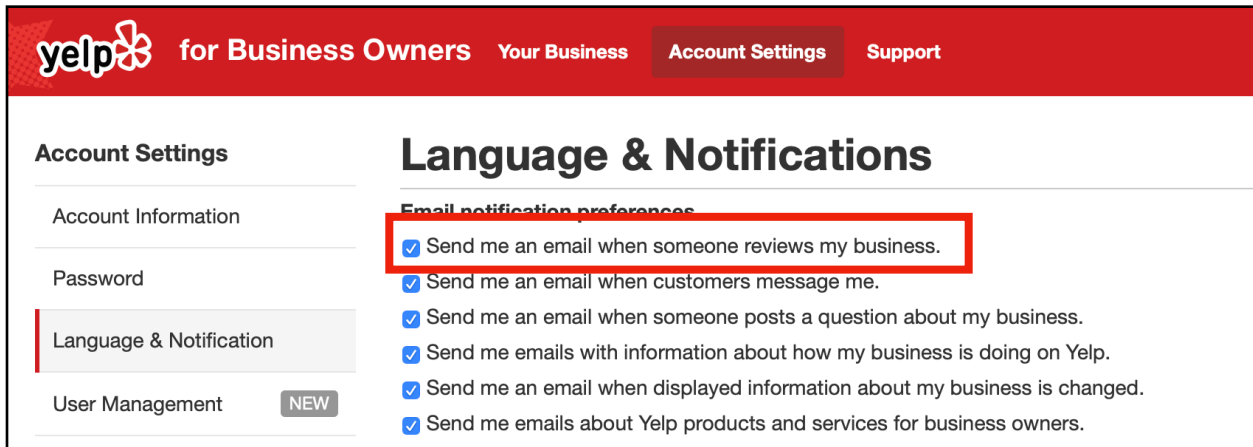 yelp for Business Owners Your Business Account Settings Support
Account Settings
Account Information
Password
Language & Notification
User Management NEW
Language & Notifications
Email notification preferences
Send me an email when someone reviews my business.
Send me an email when customers message me.
Send me an email when someone posts a question about my business.
Send me emails with information about how my business is doing on Yelp.
Send me an email when displayed information about my business is changed.
Send me emails about Yelp products and services for business owners.